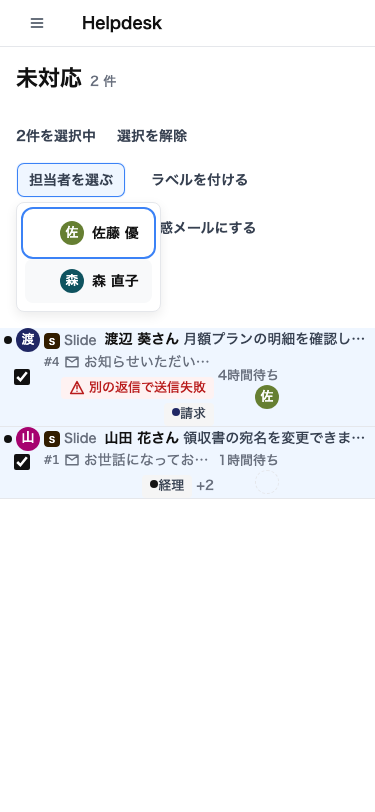 Helpdesk
未対応 2 件
2件を選択中 選択を解除
担当者を選ぶ ラベルを付ける
惑メールにする
佐 佐藤 優
森 森 直子
渡 S Slide 渡辺 葵さん 月額プランの明細を確認し…
#4 お知らせいただい… 4時間待ち
別の返信で送信失敗 佐
請求
山 S Slide 山田 花さん 領収書の宛名を変更できま…
#1 お世話になってお… 1時間待ち
経理 +2